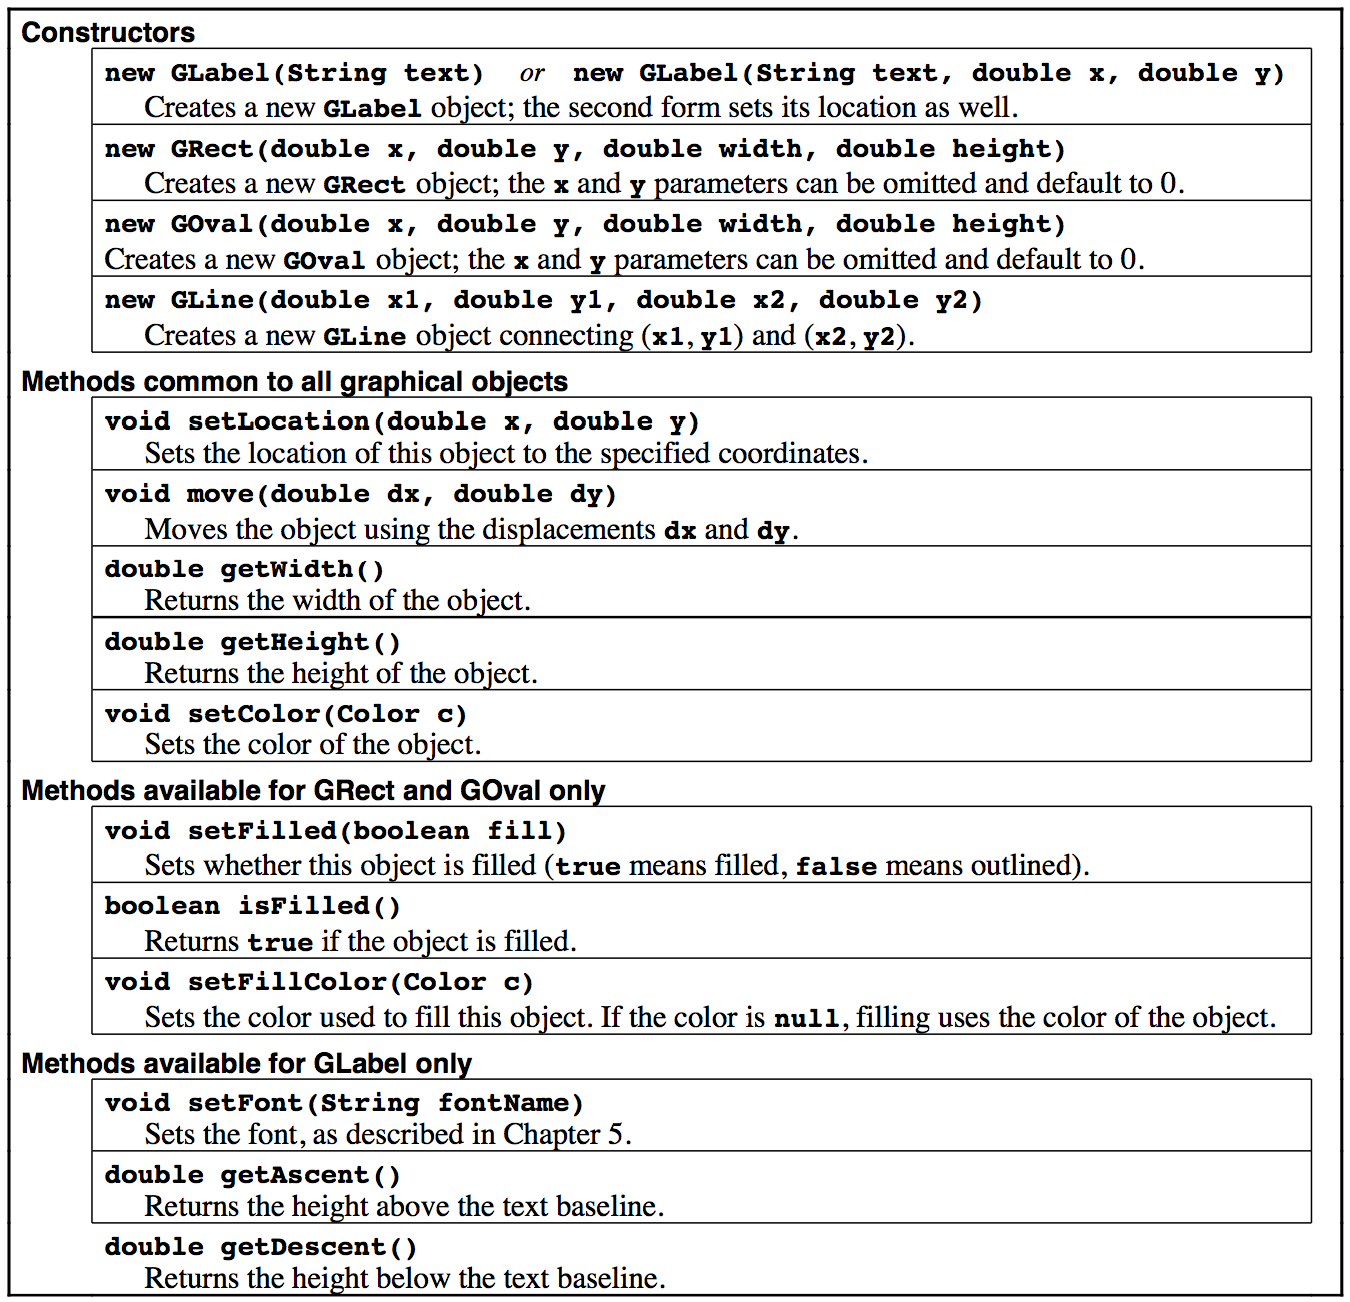 Constructors
new GLabel(String text) or new GLabel(String text, double x, double y)
Creates a new GLabel object; the second form sets its location as well.
new GRect(double x, double y, double width, double height)
Creates a new GRect object; the x and y parameters can be omitted and default to 0.
new GOval(double x, double y, double width, double height)
Creates a new GOval object; the x and y parameters can be omitted and default to 0.
new GLine(double x1, double y1, double x2, double y2)
Creates a new GLine object connecting (x1, y1) and (x2, y2).
Methods common to all graphical objects
void setLocation(double x, double y)
Sets the location of this object to the specified coordinates.
void move(double dx, double dy)
Moves the object using the displacements dx and dy.
double getWidth()
Returns the width of the object.
double getHeight()
Returns the height of the object.
void setColor(Color c)
Sets the color of the object.
Methods available for GRect and GOval only
void setFilled(boolean fill)
Sets whether this object is filled (true means filled, false means outlined).
boolean isFilled()
Returns true if the object is filled.
void setFillColor(Color c)
Sets the color used to fill this object. If the color is null, filling uses the color of the object.
Methods available for GLabel only
void setFont(String fontName)
Sets the font, as described in Chapter 5.
double getAscent()
Returns the height above the text baseline.
double getDescent()
Returns the height below the text baseline.